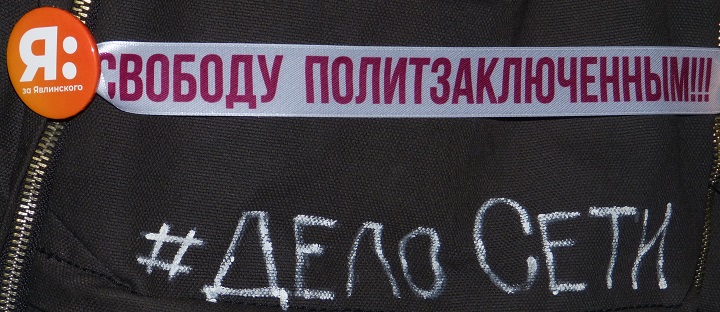 Я:
за Явлинского
СВОБОДУ ПОЛИТЗАКЛЮЧЕННЫМ!!!
#ДЕЛО СЕТИ